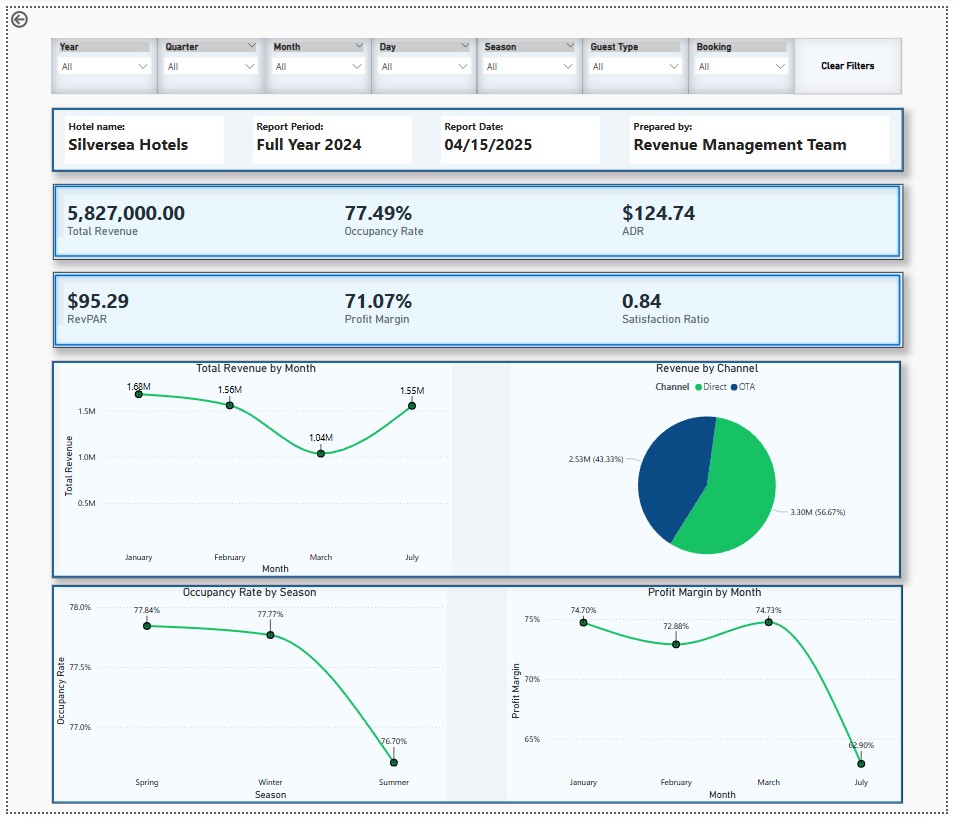 Year Quarter Month Day Season Guest Type Booking
All All All All All All All Clear Filters
Hotel name: Report Period: Report Date: Prepared by:
Silversea Hotels Full Year 2024 04/15/2025 Revenue Management Team
5,827,000.00 77.49% $124.74
Total Revenue Occupancy Rate ADR
$95.29 71.07% 0.84
RevPAR Profit Margin Satisfaction Ratio
Total Revenue by Month
1.68M 1.56M 1.04M 1.55M
1.5M
1.0M
0.5M
Total Revenue
January February March July
Month
Revenue by Channel
Channel Direct OTA
2.53M (43.33%)
3.30M (56.67%)
Occupancy Rate by Season
78.0%
77.5%
77.0%
77.84% 77.77% 76.70%
Occupancy Rate
Spring Winter Summer
Season
Profit Margin by Month
74.70% 72.88% 74.73% 62.90%
75%
70%
65%
Profit Margin
January February March July
Month